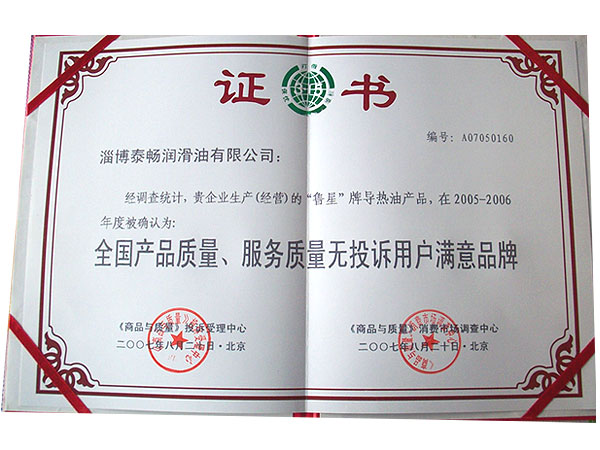 证书
编号: A07050160
淄博泰畅润滑油有限公司:
经调查统计, 贵企业生产(经营)的“鲁星”牌导热油产品, 在2005-2006
年度被确认为:
全国产品质量、服务质量无投诉用户满意品牌
《商品与质量》投诉受理中心
《商品与质量》消费市场调查中心
二〇〇七年八月二十日·北京
二〇〇七年八月二十日·北京